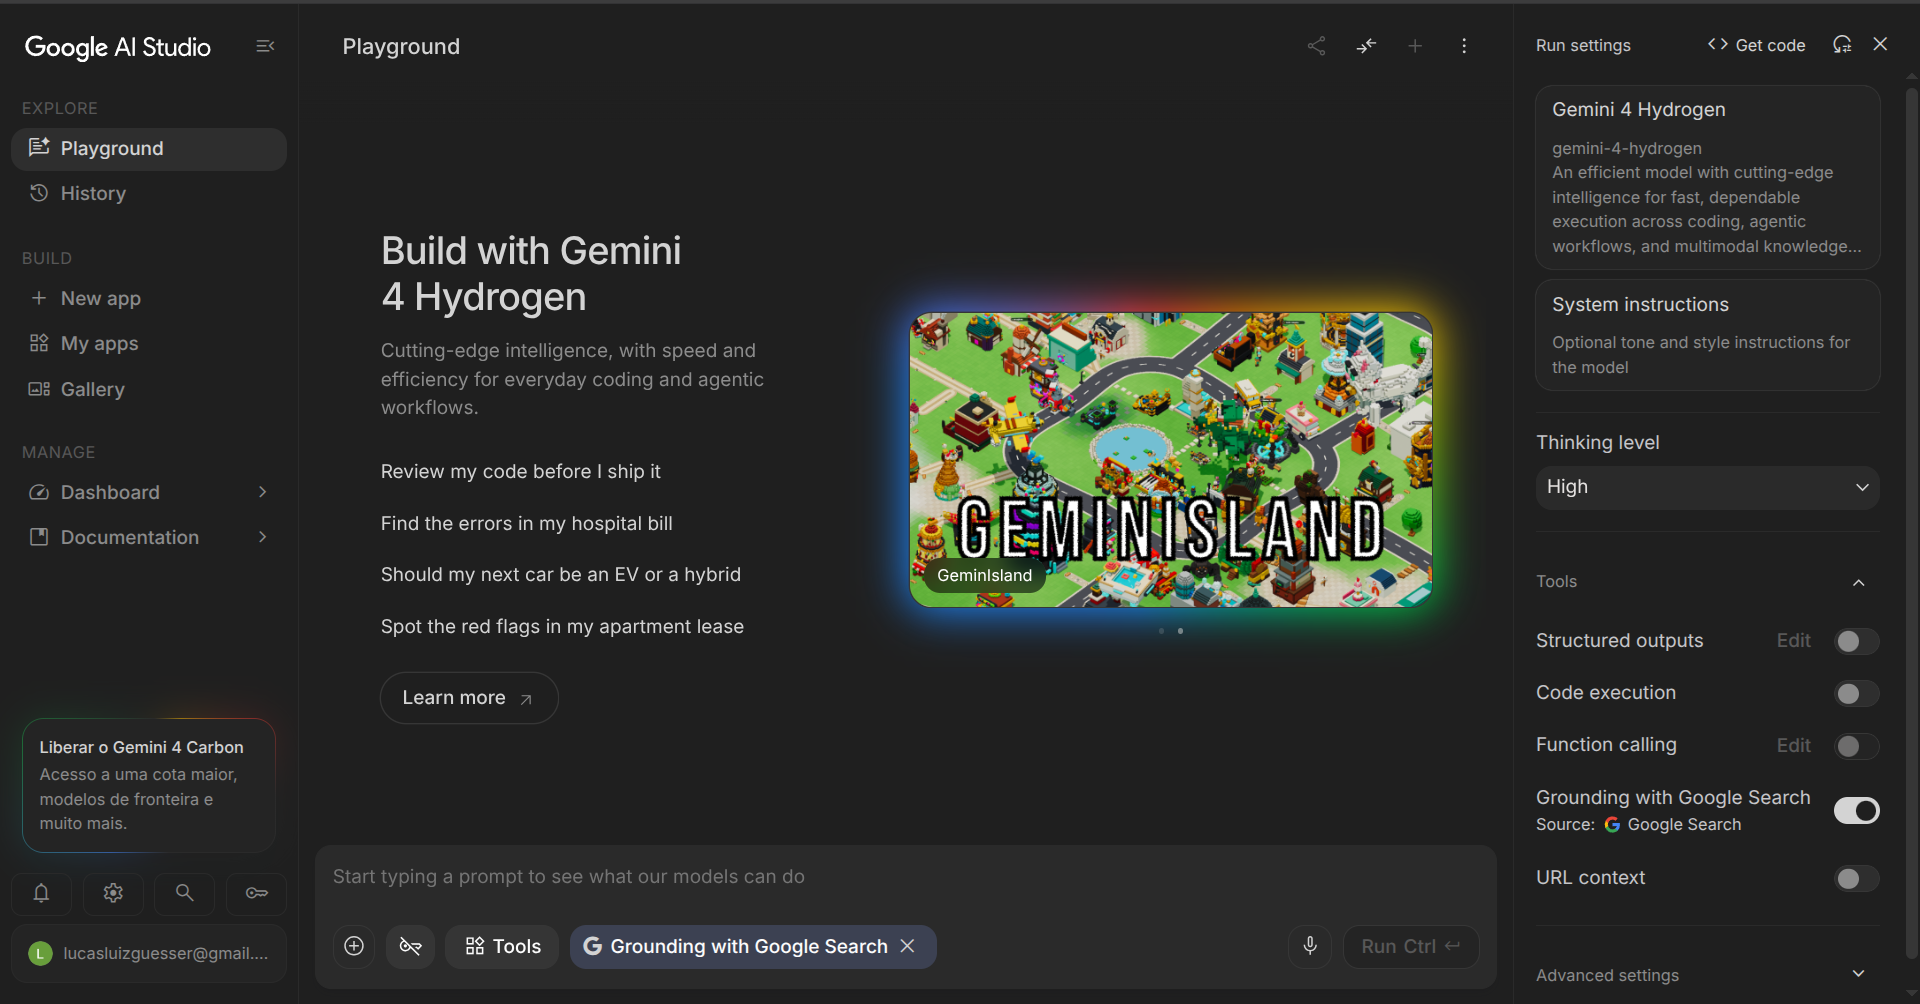 Google AI Studio
EXPLORE
Playground
History
BUILD
New app
My apps
Gallery
MANAGE
Dashboard
Documentation
Liberar o Gemini 4 Carbon
Acesso a uma cota maior,
modelos de fronteira e
muito mais.
L
lucasluizguesser@gmail....
Playground
Build with Gemini
4 Hydrogen
Cutting-edge intelligence, with speed and
efficiency for everyday coding and agentic
workflows.
Review my code before I ship it
Find the errors in my hospital bill
Should my next car be an EV or a hybrid
Spot the red flags in my apartment lease
Learn more
GEMINISLAND
GeminIsland
Start typing a prompt to see what our models can do
Tools
Grounding with Google Search
Run Ctrl
Run settings
Get code
Gemini 4 Hydrogen
gemini-4-hydrogen
An efficient model with cutting-edge
intelligence for fast, dependable
execution across coding, agentic
workflows, and multimodal knowledge...
System instructions
Optional tone and style instructions for
the model
Thinking level
High
Tools
Structured outputs Edit
Code execution
Function calling Edit
Grounding with Google Search
Source: Google Search
URL context
Advanced settings